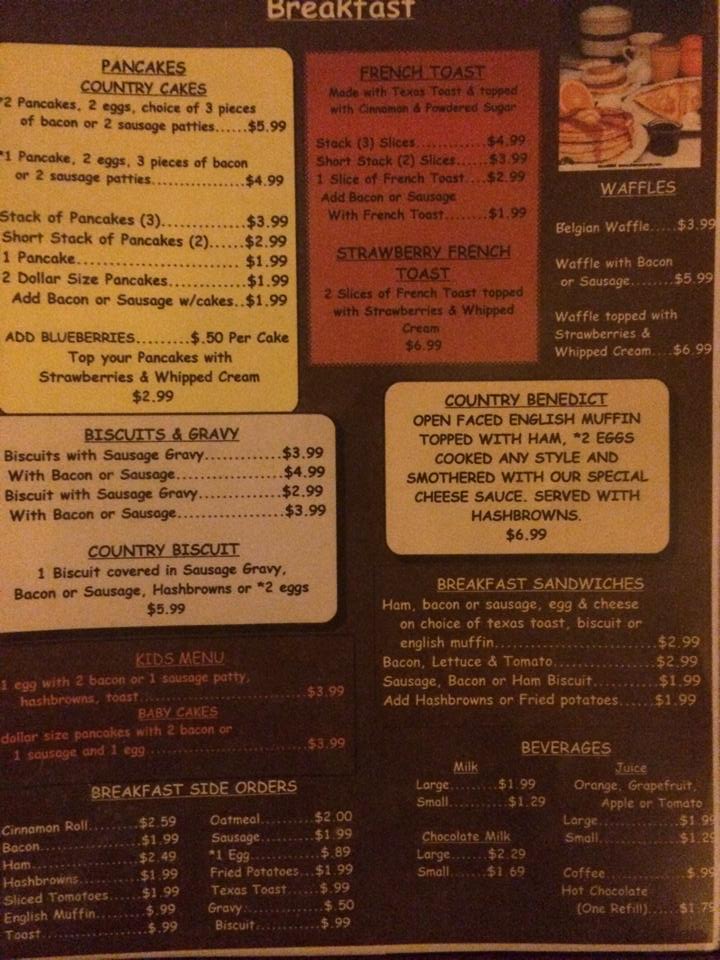 Breakfast
PANCAKES
COUNTRY CAKES
*2 Pancakes, 2 eggs, choice of 3 pieces
of bacon or 2 sausage patties......$5.99
*1 Pancake, 2 eggs, 3 pieces of bacon
or 2 sausage patties.................$4.99
Stack of Pancakes (3)...............$3.99
Short Stack of Pancakes (2)......$2.99
1 Pancake............................$1.99
2 Dollar Size Pancakes.............$1.99
Add Bacon or Sausage w/cakes..$1.99
ADD BLUEBERRIES.........$.50 Per Cake
Top your Pancakes with
Strawberries & Whipped Cream
$2.99
FRENCH TOAST
Made with Texas Toast & topped
with Cinnamon & Powdered Sugar
Stack (3) Slices...............$4.99
Short Stack (2) Slices......$3.99
1 Slice of French Toast....$2.99
Add Bacon or Sausage
With French Toast........$1.99
STRAWBERRY FRENCH
TOAST
2 Slices of French Toast topped
with Strawberries & Whipped
Cream
$6.99
WAFFLES
Belgian Waffle.....$3.99
Waffle with Bacon
or Sausage........$5.99
Waffle topped with
Strawberries &
Whipped Cream....$6.99
BISCUITS & GRAVY
Biscuits with Sausage Gravy............$3.99
With Bacon or Sausage................$4.99
Biscuit with Sausage Gravy.............$2.99
With Bacon or Sausage................$3.99
COUNTRY BISCUIT
1 Biscuit covered in Sausage Gravy,
Bacon or Sausage, Hashbrowns or *2 eggs
$5.99
COUNTRY BENEDICT
OPEN FACED ENGLISH MUFFIN
TOPPED WITH HAM, *2 EGGS
COOKED ANY STYLE AND
SMOTHERED WITH OUR SPECIAL
CHEESE SAUCE. SERVED WITH
HASHBROWNS.
$6.99
KIDS MENU
1 egg with 2 bacon or 1 sausage patty,
hashbrowns, toast.........................$3.99
BABY CAKES
dollar size pancakes with 2 bacon or
1 sausage and 1 egg........................$3.99
BREAKFAST SANDWICHES
Ham, bacon or sausage, egg & cheese
on choice of texas toast, biscuit or
english muffin.........................$2.99
Bacon, Lettuce & Tomato...............$2.99
Sausage, Bacon or Ham Biscuit.........$1.99
Add Hashbrowns or Fried potatoes......$1.99
BREAKFAST SIDE ORDERS
Cinnamon Roll........$2.59
Bacon...................$1.99
Ham.....................$2.49
Hashbrowns...........$1.99
Sliced Tomatoes.....$1.99
English Muffin........$.99
Toast...................$.99
Oatmeal..........$2.00
Sausage...........$1.99
*1 Egg.............$.89
Fried Potatoes...$1.99
Texas Toast.....$.99
Gravy..............$.50
Biscuit............$.99
BEVERAGES
Milk
Large........$1.99
Small........$1.29
Chocolate Milk
Large......$2.29
Small......$1.69
Juice
Orange, Grapefruit,
Apple or Tomato
Large..............$1.99
Small..............$1.29
Coffee............$.99
Hot Chocolate
(One Refill).....$1.79